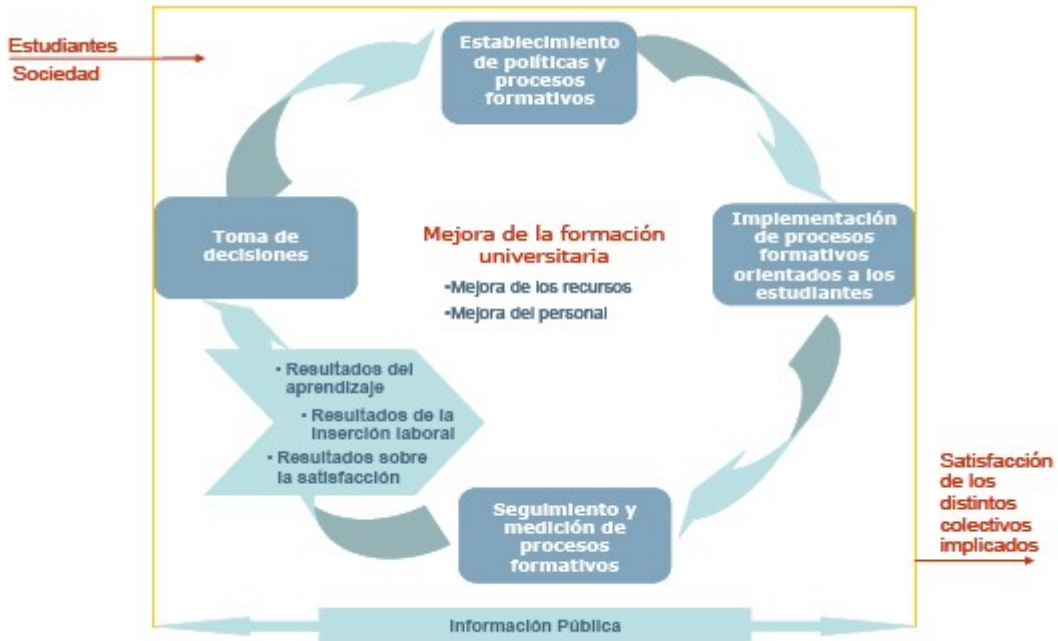 Estudiantes
Sociedad
Establecimiento
de políticas y
procesos
formativos
Toma de
decisiones
Mejora de la formación
universitaria
•Mejora de los recursos
•Mejora del personal
Implementación
de procesos
formativos
orientados a los
estudiantes
• Resultados del
aprendizaje
• Resultados de la
Inserción laboral
• Resultados sobre
la satisfacción
Seguimiento y
medición de
procesos
formativos
Satisfacción
de los
distintos
colectivos
implicados
Información Pública